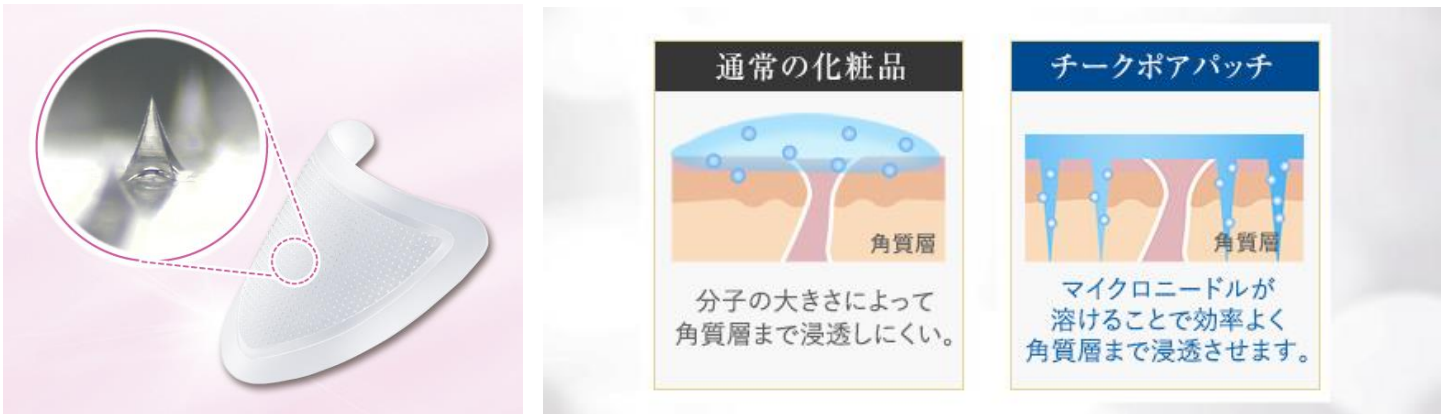 通常の化粧品
角質層
分子の大きさによって
角質層まで浸透しにくい。
チークポアパッチ
角質層
マイクロニードルが
溶けることで効率よく
角質層まで浸透させます。